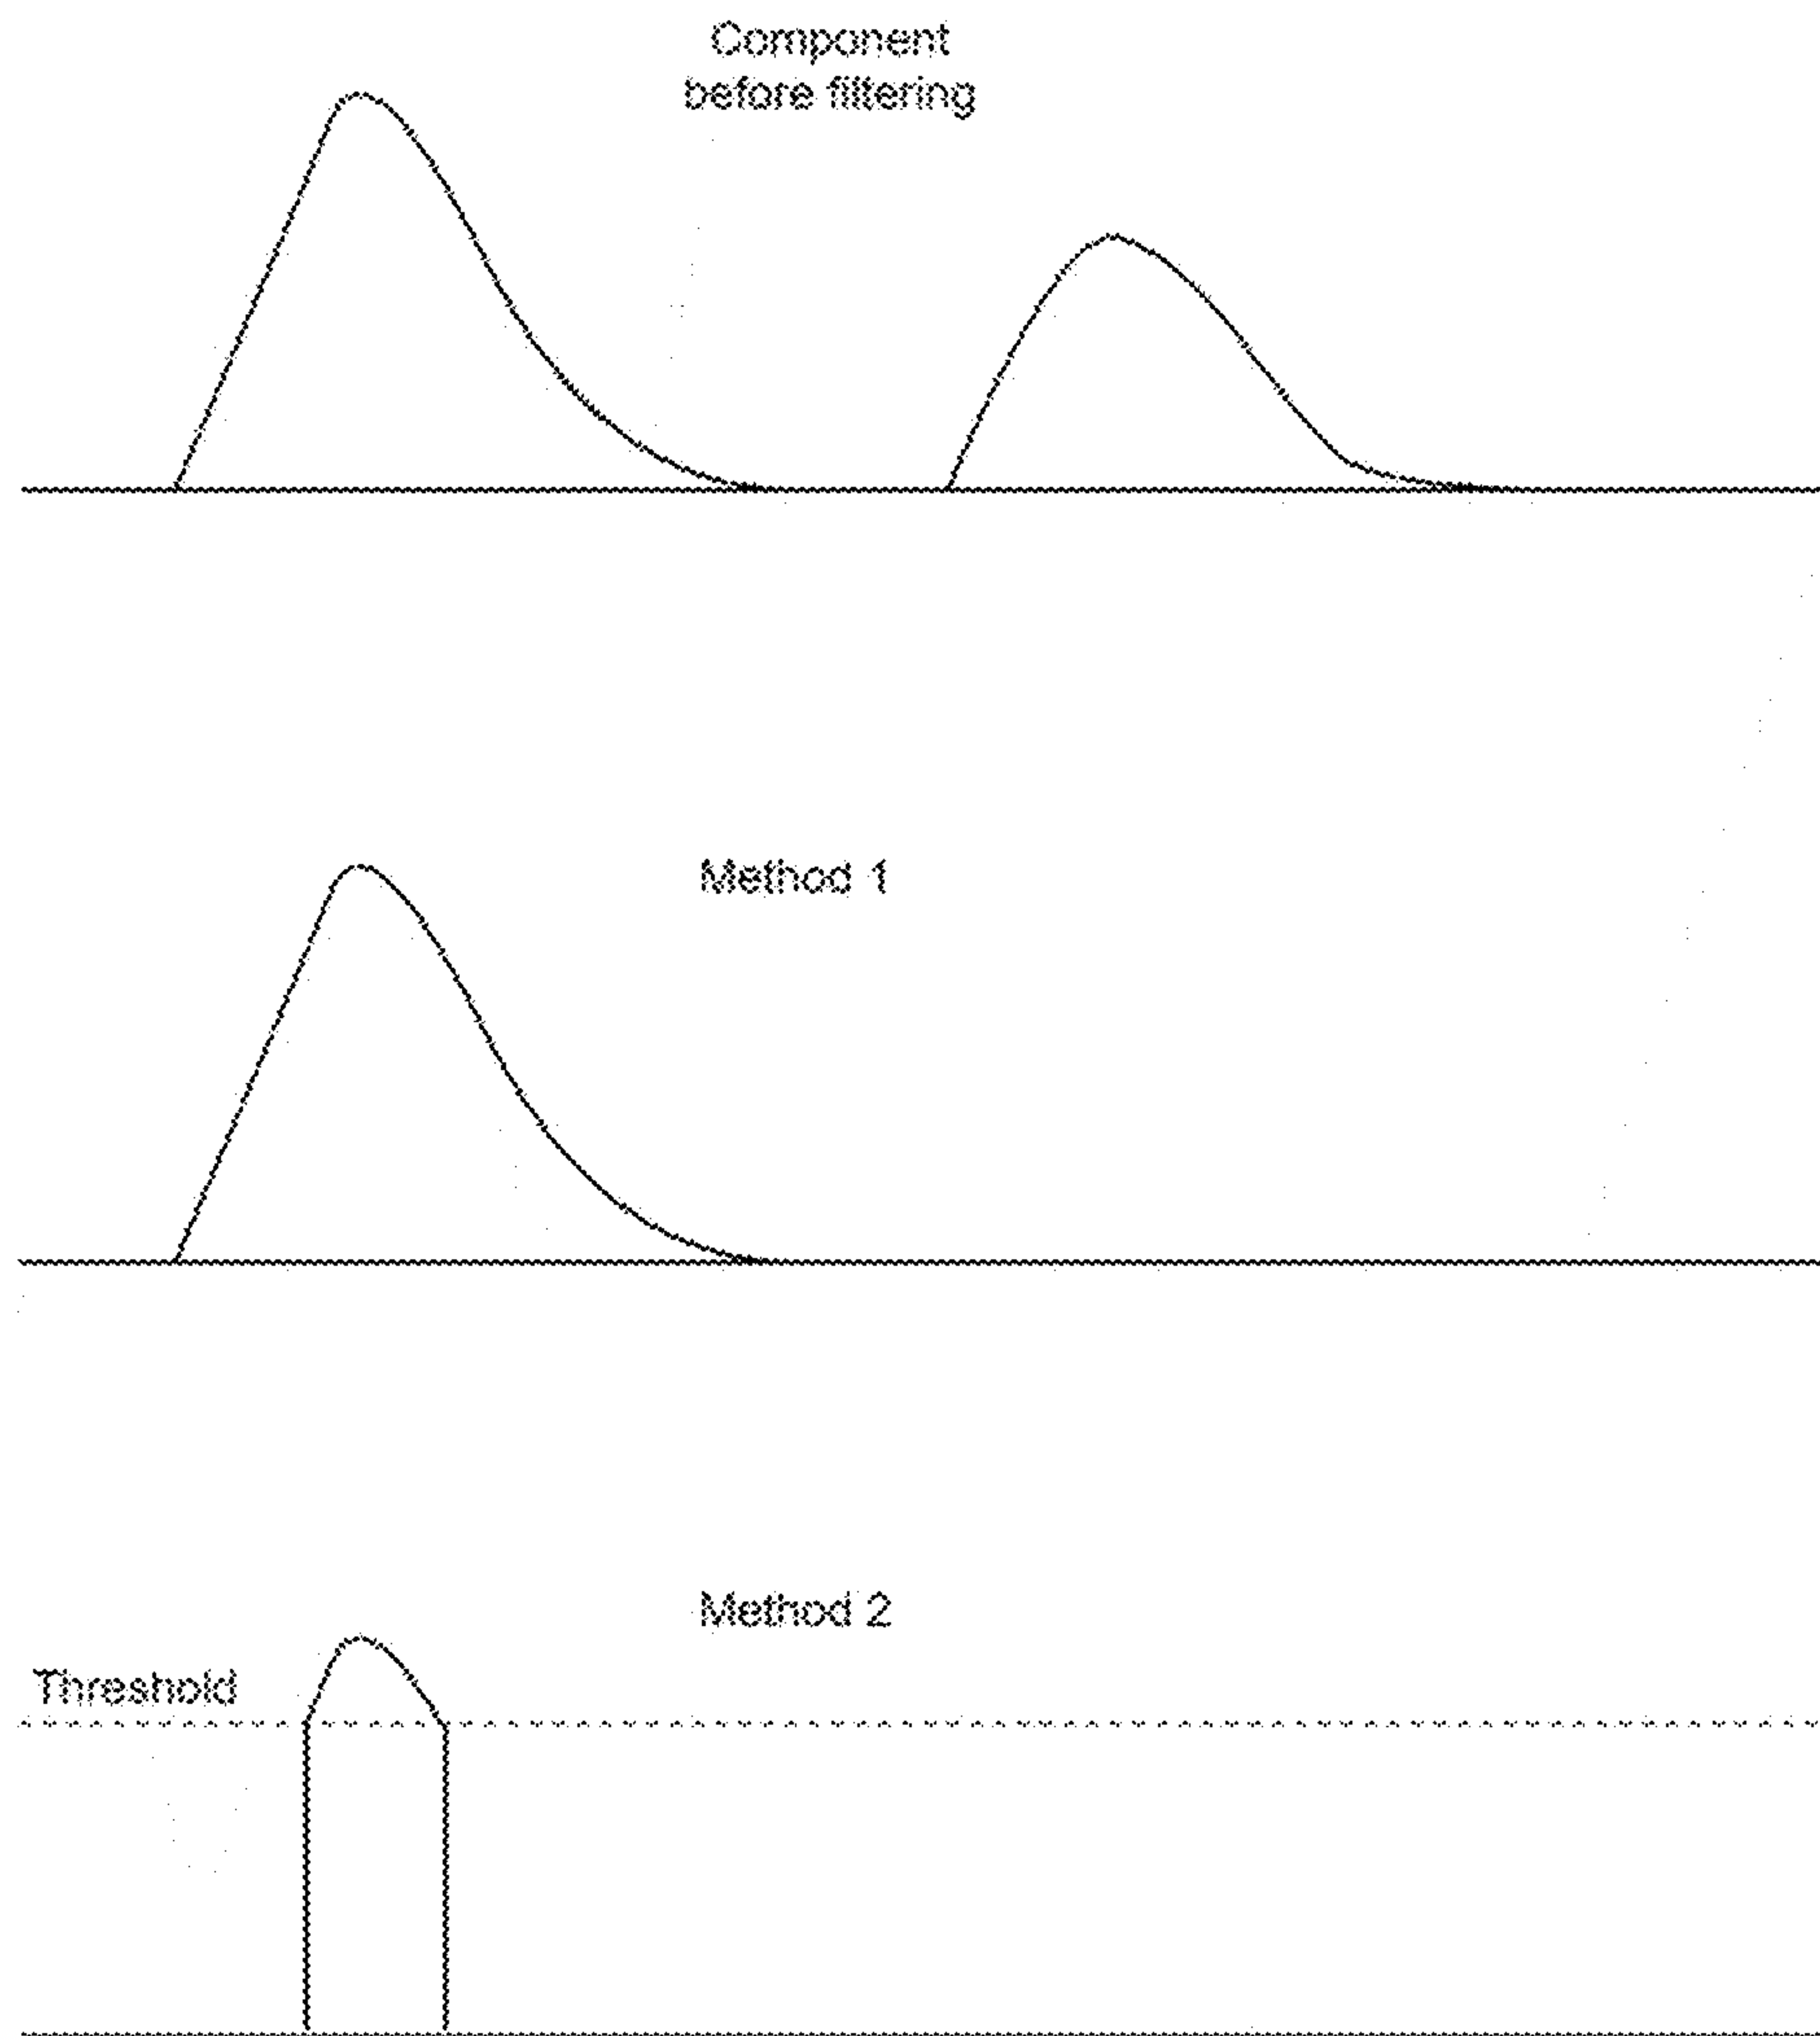 Component
before filtering
Method 1
Method 2
Threshold